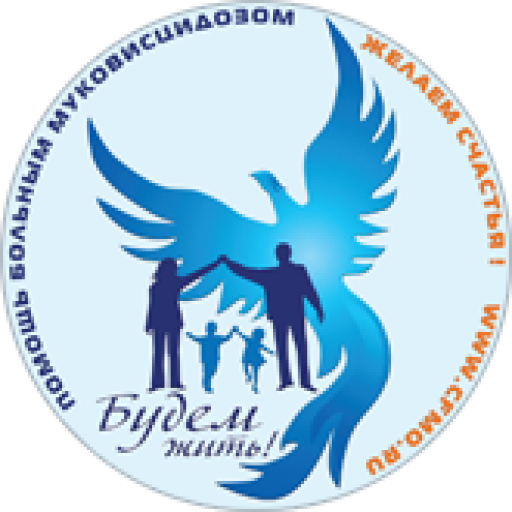 ПОМОЩЬ БОЛЬНЫМ МУКОВИСЦИДОЗОМ
ЖЕЛАЕМ СЧАСТЬЯ !
WWW.CFMO.RU
Будем
жить!